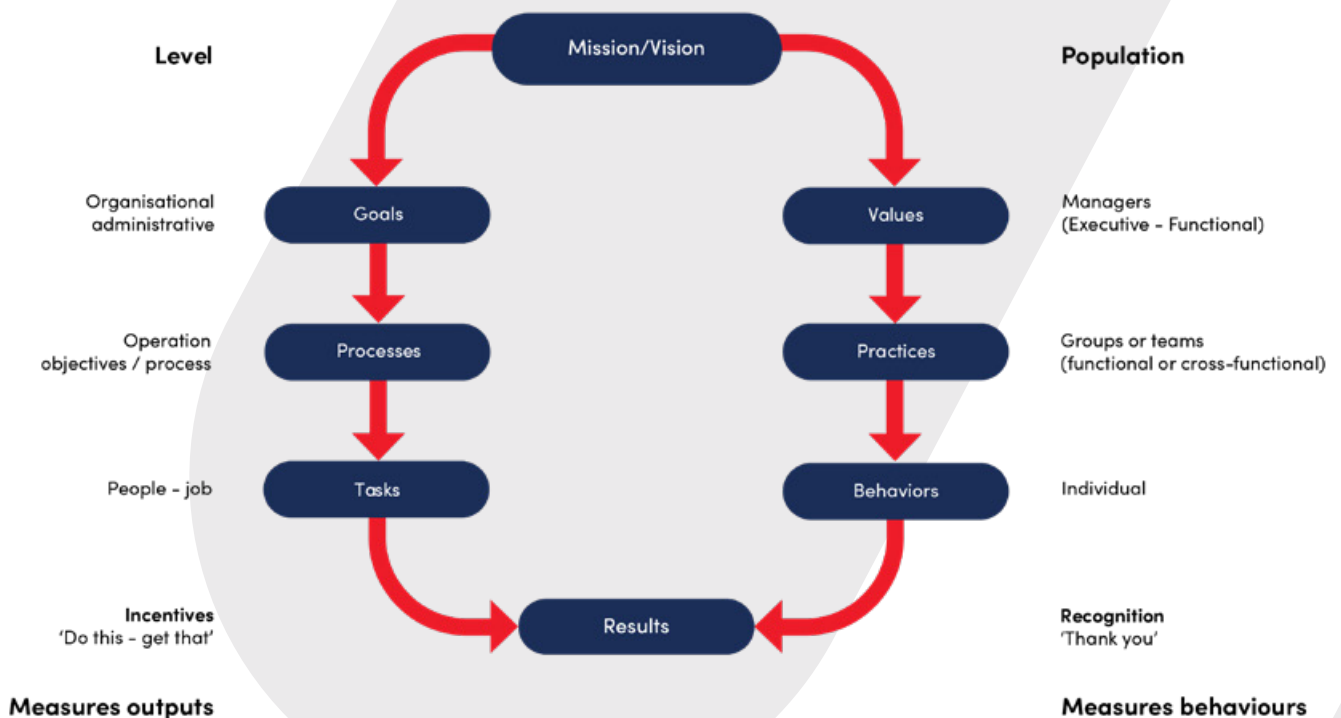 Mission/Vision
Level
Population
Organisational
administrative
Goals
Values
Managers
(Executive - Functional)
Operation
objectives / process
Processes
Practices
Groups or teams
(functional or cross-functional)
People - job
Tasks
Behaviors
Individual
Incentives
'Do this - get that'
Results
Recognition
'Thank you'
Measures outputs
Measures behaviours